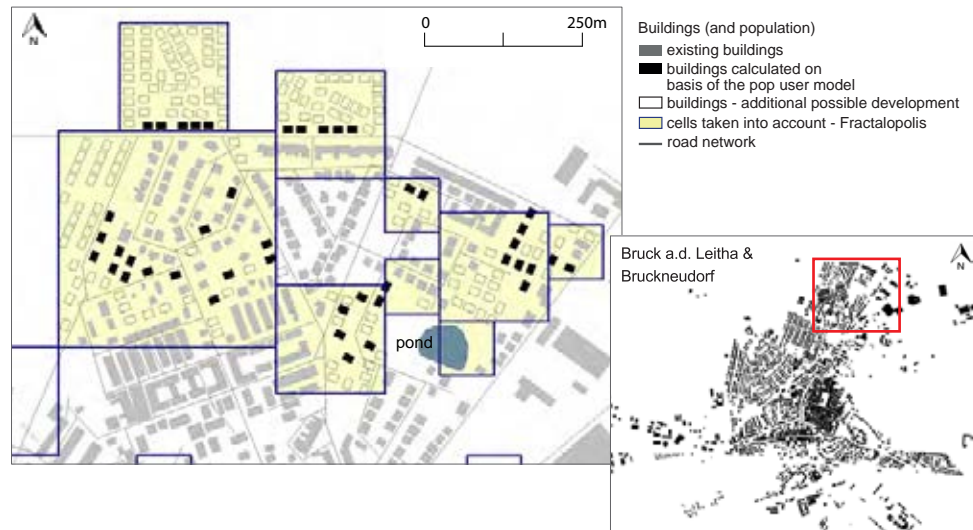 N
0 250m
pond
Buildings (and population)
existing buildings
buildings calculated on
basis of the pop user model
buildings - additional possible development
cells taken into account - Fractalopolis
road network
Bruck a.d. Leitha &
Bruckneudorf
N